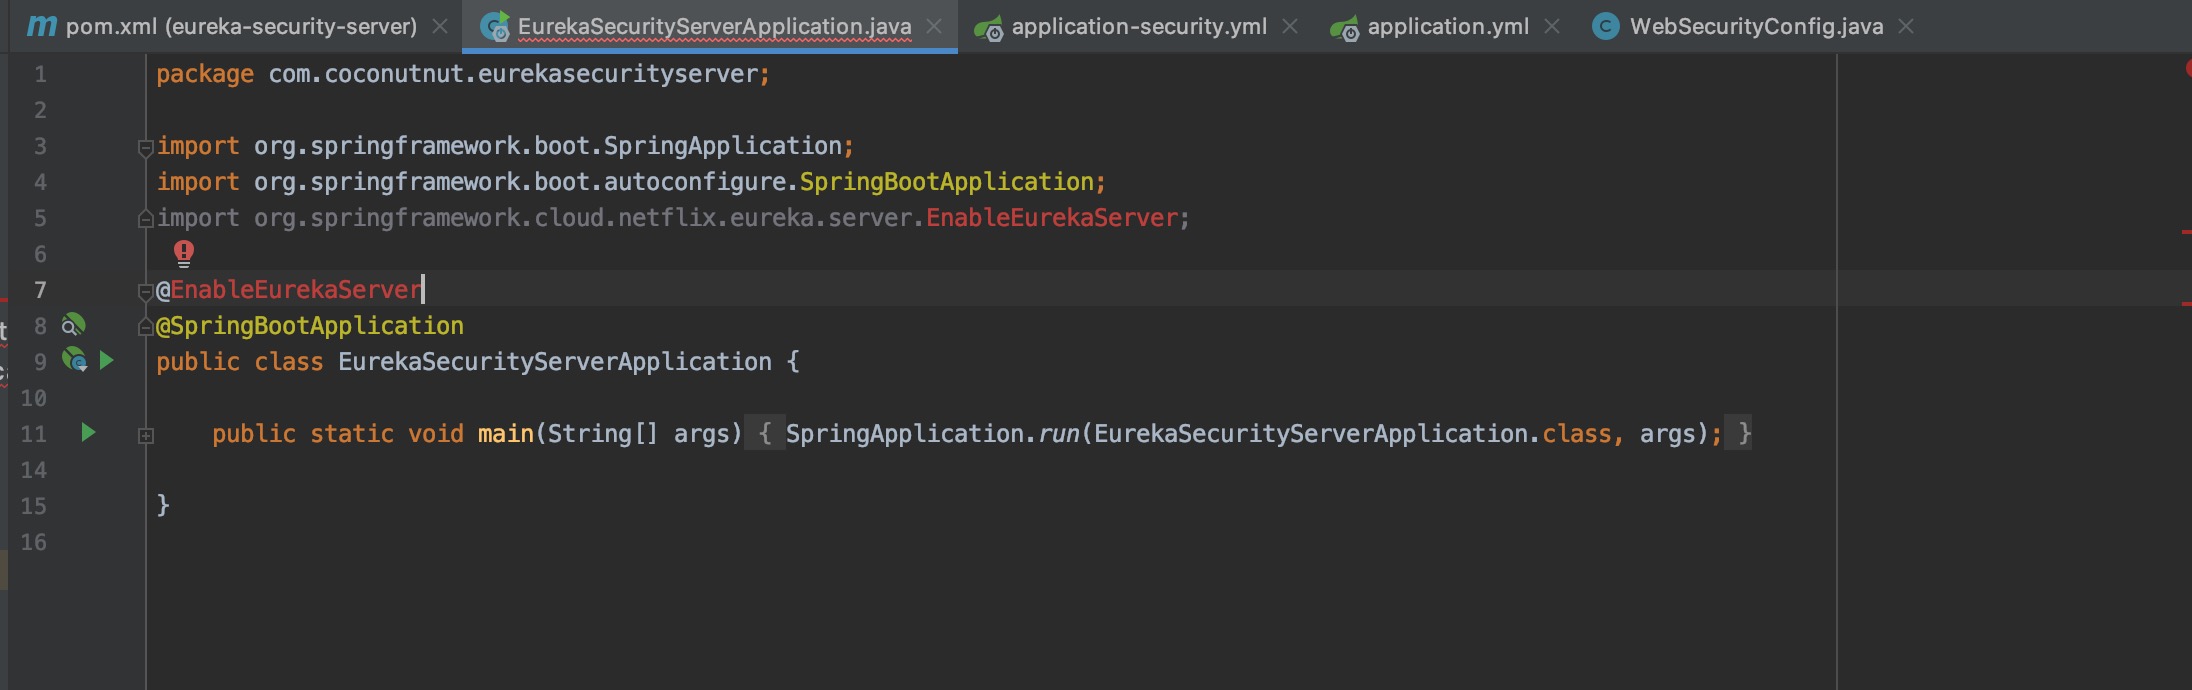 m pom.xml (eureka-security-server) EurekaSecurityServerApplication.java application-security.yml application.yml C WebSecurityConfig.java
1 package com.coconutnut.eurekasecurityserver;
2
3 import org.springframework.boot.SpringApplication;
4 import org.springframework.boot.autoconfigure.SpringBootApplication;
5 import org.springframework.cloud.netflix.eureka.server.EnableEurekaServer;
6
7 @EnableEurekaServer
8 @SpringBootApplication
9 public class EurekaSecurityServerApplication {
10
11 public static void main(String[] args) { SpringApplication.run(EurekaSecurityServerApplication.class, args); }
14
15 }
16